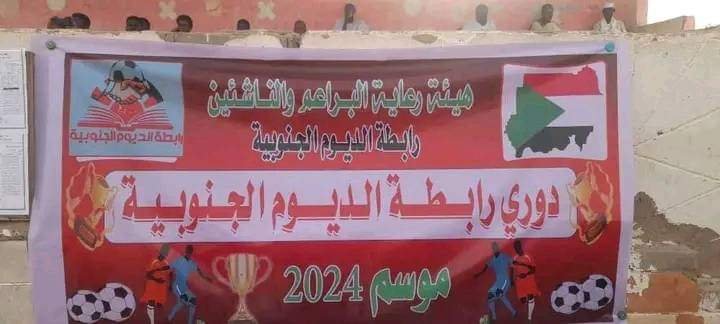 هيئة رعاية البراعم والناشئين
رابطة الديوم الجنوبية
رابطة الديوم الجنوبية
دوري رابطة الديوم الجنوبية
موسم 2024